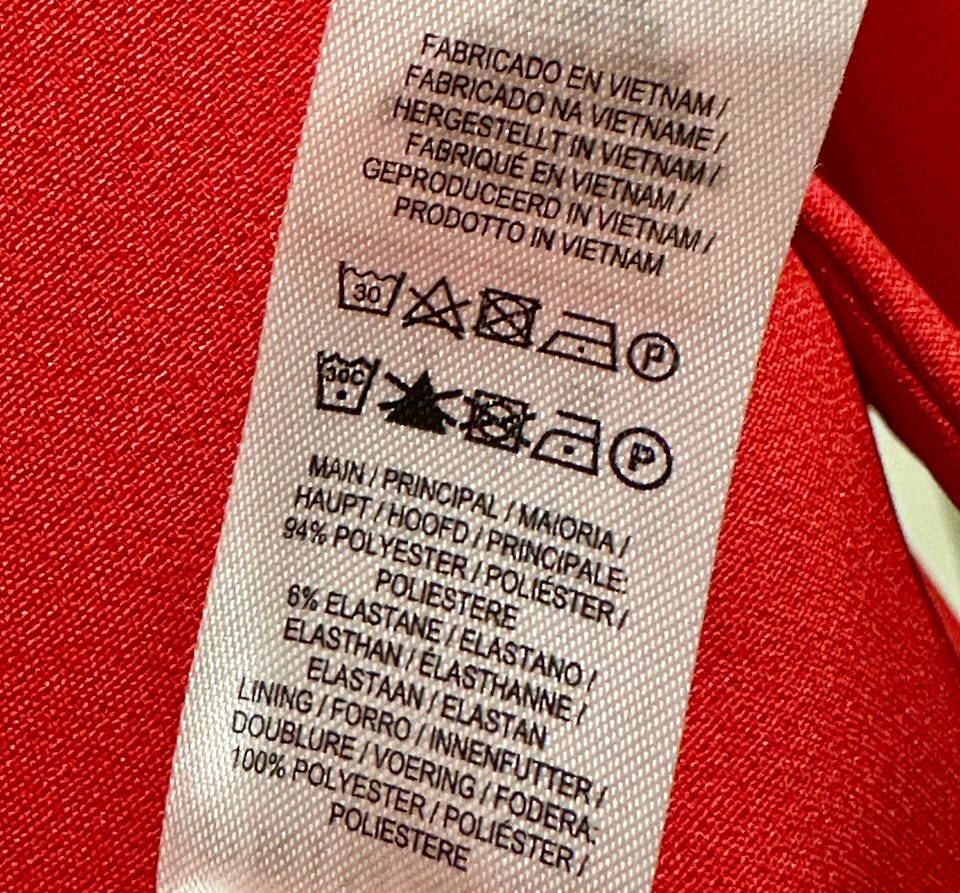 FABRICADO EN VIETNAM /
FABRICADO NA VIETNAME /
HERGESTELLT IN VIETNAM /
FABRIQUÉ EN VIETNAM /
GEPRODUCEERD IN VIETNAM /
PRODOTTO IN VIETNAM
30
P
30C
P
MAIN / PRINCIPAL / MAIORIA /
HAUPT / HOOFD / PRINCIPALE:
94% POLYESTER / POLIÉSTER /
POLIESTERE
6% ELASTANE / ELASTANO /
ELASTHAN / ÉLASTHANNE /
ELASTAAN / ELASTAN
LINING / FORRO / INNENFUTTER /
DOUBLURE / VOERING / FODERA:
100% POLYESTER / POLIÉSTER /
POLIESTERE